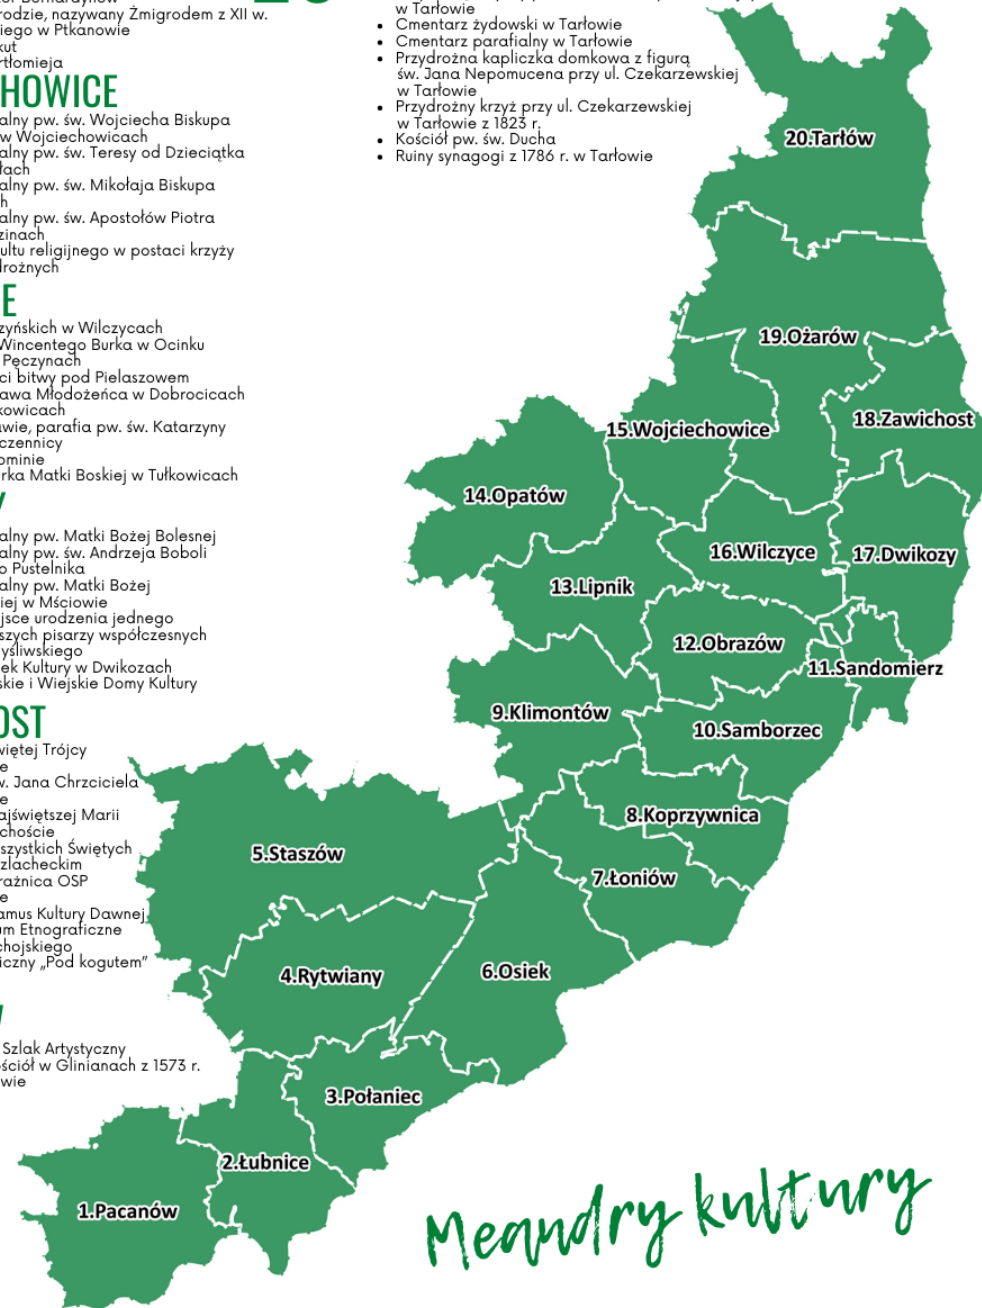 rodzie, nazywany Żmigrodem z XII w.
iego w Ptkanowie
kut
rtłomieja
HOWICE
alny pw. św. Wojciecha Biskupa
w Wojciechowicach
alny pw. św. Teresy od Dzieciątka
łach
alny pw. św. Mikołaja Biskupa
h
alny pw. św. Apostołów Piotra
zinach
ultu religijnego w postaci krzyży
drożnych
E
zyńskich w Wilczycach
Wincentego Burka w Ocinku
Pęczynach
ci bitwy pod Pielaszowem
ława Młodożeńca w Dobrocicach
kowicach
awie, parafia pw. św. Katarzyny
czennicy
ominie
rka Matki Boskiej w Tułkowicach
alny pw. Matki Bożej Bolesnej
alny pw. św. Andrzeja Boboli
o Pustelnika
alny pw. Matki Bożej
iej w Mściowie
jsce urodzenia jednego
szych pisarzy współczesnych
yśliwskiego
ek Kultury w Dwikozach
skie i Wiejskie Domy Kultury
OST
więtej Trójcy
e
w. Jana Chrzciciela
e
ajświętszej Marii
choście
szystkich Świętych
zlacheckim
rażnica OSP
e
amus Kultury Dawnej
um Etnograficzne
chojskiego
iczny „Pod kogutem”
Szlak Artystyczny
ościół w Glinianach z 1573 r.
wie
w Tarłowie
• Cmentarz żydowski w Tarłowie
• Cmentarz parafialny w Tarłowie
• Przydrożna kapliczka domkowa z figurą
św. Jana Nepomucena przy ul. Czekarzewskiej
w Tarłowie
• Przydrożny krzyż przy ul. Czekarzewskiej
w Tarłowie z 1823 r.
• Kościół pw. św. Ducha
• Ruiny synagogi z 1786 r. w Tarłowie
20.Tarłów
19.Ożarów
18.Zawichost
15.Wojciechowice
14.Opatów
16.Wilczyce
17.Dwikozy
13.Lipnik
12.Obrazów
11.Sandomierz
9.Klimontów
10.Samborzec
8.Koprzywnica
5.Staszów
7.Łoniów
4.Rytwiany
6.Osiek
3.Połaniec
2.Łubnice
1.Pacanów
Meandry kultury